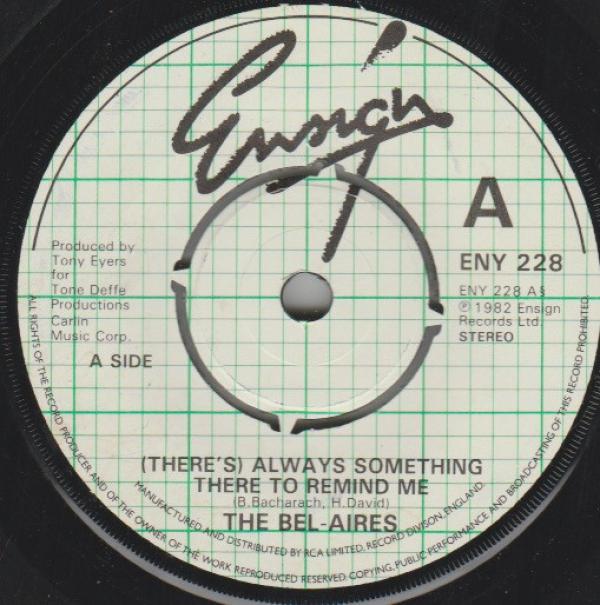 Ensign
A
ENY 228
ENY 228 A§
℗ 1982 Ensign
Records Ltd.
STEREO
Produced by
Tony Eyers
for
Tone Deffe
Productions
Carlin
Music Corp.
A SIDE
(THERE'S) ALWAYS SOMETHING
THERE TO REMIND ME
(B.Bacharach, H.David)
THE BEL-AIRES
MANUFACTURED AND DISTRIBUTED BY RCA LIMITED, RECORD DIVISON, ENGLAND.
ALL RIGHTS OF THE RECORD PRODUCER AND OF THE OWNER OF THE WORK REPRODUCED RESERVED. COPYING, PUBLIC PERFORMANCE AND BROADCASTING OF THIS RECORD PROHIBITED.